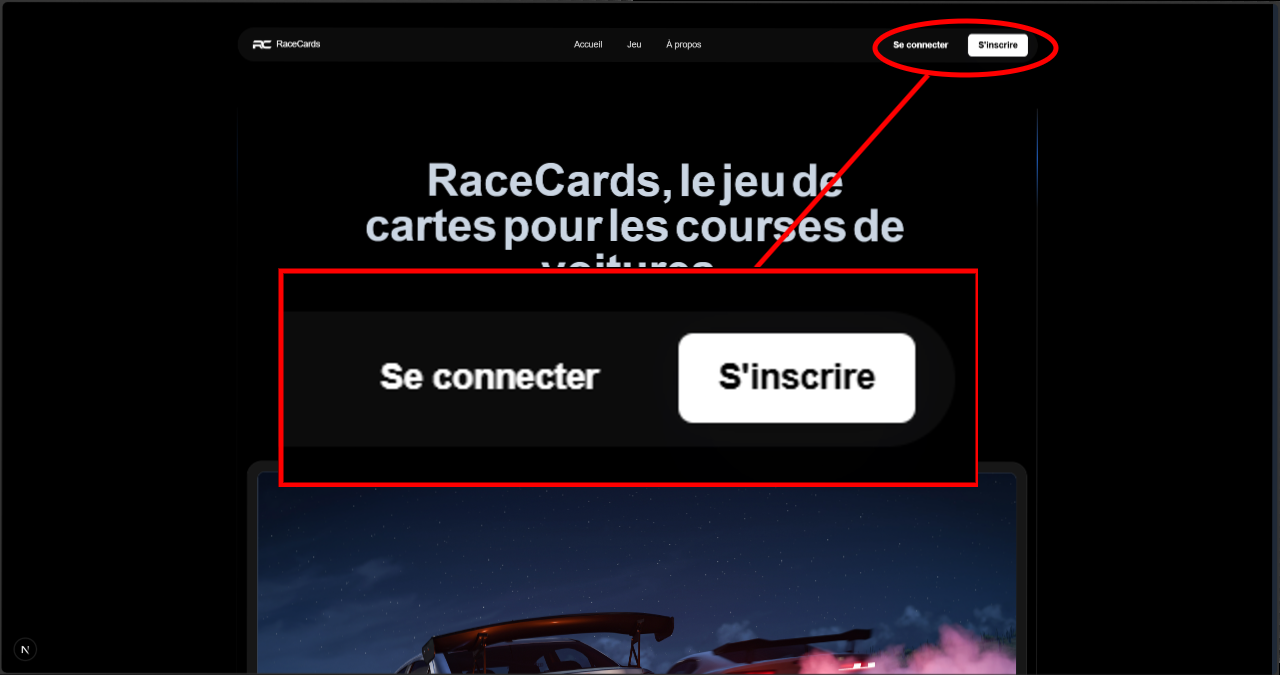 RC RaceCards
Accueil Jeu À propos
Se connecter S'inscrire
RaceCards, le jeu de
cartes pour les courses de
voitures
Se connecter S'inscrire
N